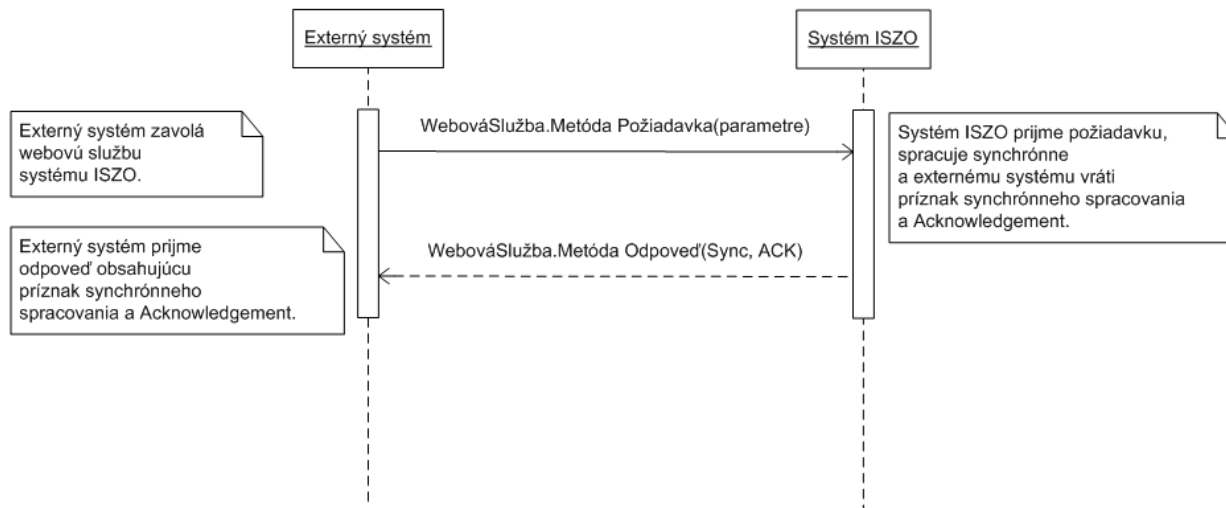 Externý systém
Systém ISZO
Externý systém zavolá
webovú službu
systému ISZO.
WebováSlužba.Metóda Požiadavka(parametre)
Systém ISZO prijme požiadavku,
spracuje synchrónne
a externému systému vráti
príznak synchrónneho spracovania
a Acknowledgement.
Externý systém prijme
odpoveď obsahujúcu
príznak synchrónneho
spracovania a Acknowledgement.
WebováSlužba.Metóda Odpoveď(Sync, ACK)